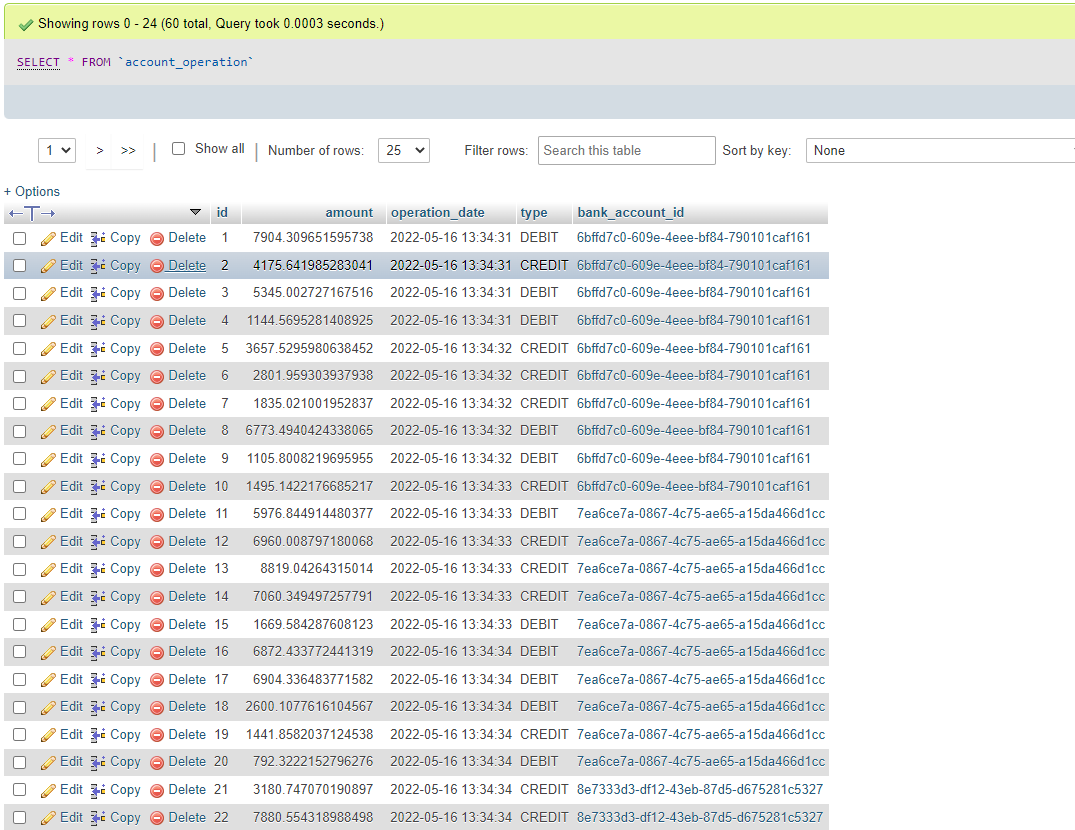 Showing rows 0 - 24 (60 total, Query took 0.0003 seconds.)
SELECT * FROM `account_operation`
1 > >> | Show all | Number of rows: 25 Filter rows: Search this table Sort by key: None
+ Options
id amount operation_date type bank_account_id
Edit Copy Delete 1 7904.309651595738 2022-05-16 13:34:31 DEBIT 6bffd7c0-609e-4eee-bf84-790101caf161
Edit Copy Delete 2 4175.641985283041 2022-05-16 13:34:31 CREDIT 6bffd7c0-609e-4eee-bf84-790101caf161
Edit Copy Delete 3 5345.002727167516 2022-05-16 13:34:31 DEBIT 6bffd7c0-609e-4eee-bf84-790101caf161
Edit Copy Delete 4 1144.5695281408925 2022-05-16 13:34:31 DEBIT 6bffd7c0-609e-4eee-bf84-790101caf161
Edit Copy Delete 5 3657.5295980638452 2022-05-16 13:34:32 CREDIT 6bffd7c0-609e-4eee-bf84-790101caf161
Edit Copy Delete 6 2801.959303937938 2022-05-16 13:34:32 CREDIT 6bffd7c0-609e-4eee-bf84-790101caf161
Edit Copy Delete 7 1835.021001952837 2022-05-16 13:34:32 CREDIT 6bffd7c0-609e-4eee-bf84-790101caf161
Edit Copy Delete 8 6773.4940424338065 2022-05-16 13:34:32 DEBIT 6bffd7c0-609e-4eee-bf84-790101caf161
Edit Copy Delete 9 1105.8008219695955 2022-05-16 13:34:32 DEBIT 6bffd7c0-609e-4eee-bf84-790101caf161
Edit Copy Delete 10 1495.1422176685217 2022-05-16 13:34:33 CREDIT 6bffd7c0-609e-4eee-bf84-790101caf161
Edit Copy Delete 11 5976.844914480377 2022-05-16 13:34:33 DEBIT 7ea6ce7a-0867-4c75-ae65-a15da466d1cc
Edit Copy Delete 12 6960.008797180068 2022-05-16 13:34:33 CREDIT 7ea6ce7a-0867-4c75-ae65-a15da466d1cc
Edit Copy Delete 13 8819.04264315014 2022-05-16 13:34:33 CREDIT 7ea6ce7a-0867-4c75-ae65-a15da466d1cc
Edit Copy Delete 14 7060.349497257791 2022-05-16 13:34:33 CREDIT 7ea6ce7a-0867-4c75-ae65-a15da466d1cc
Edit Copy Delete 15 1669.584287608123 2022-05-16 13:34:33 DEBIT 7ea6ce7a-0867-4c75-ae65-a15da466d1cc
Edit Copy Delete 16 6872.433772441319 2022-05-16 13:34:34 DEBIT 7ea6ce7a-0867-4c75-ae65-a15da466d1cc
Edit Copy Delete 17 6904.336483771582 2022-05-16 13:34:34 DEBIT 7ea6ce7a-0867-4c75-ae65-a15da466d1cc
Edit Copy Delete 18 2600.1077616104567 2022-05-16 13:34:34 DEBIT 7ea6ce7a-0867-4c75-ae65-a15da466d1cc
Edit Copy Delete 19 1441.8582037124538 2022-05-16 13:34:34 CREDIT 7ea6ce7a-0867-4c75-ae65-a15da466d1cc
Edit Copy Delete 20 792.3222152796276 2022-05-16 13:34:34 DEBIT 7ea6ce7a-0867-4c75-ae65-a15da466d1cc
Edit Copy Delete 21 3180.747070190897 2022-05-16 13:34:34 CREDIT 8e7333d3-df12-43eb-87d5-d675281c5327
Edit Copy Delete 22 7880.554318988498 2022-05-16 13:34:34 CREDIT 8e7333d3-df12-43eb-87d5-d675281c5327